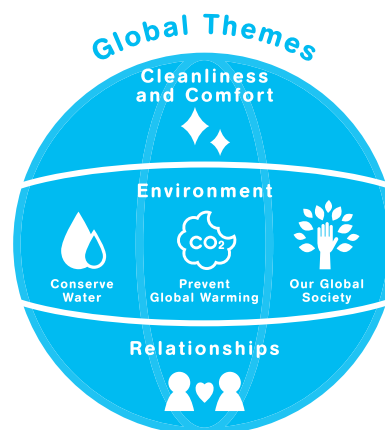 Global Themes
Cleanliness
and Comfort
Environment
CO2
Conserve
Water
Prevent
Global Warming
Our Global
Society
Relationships